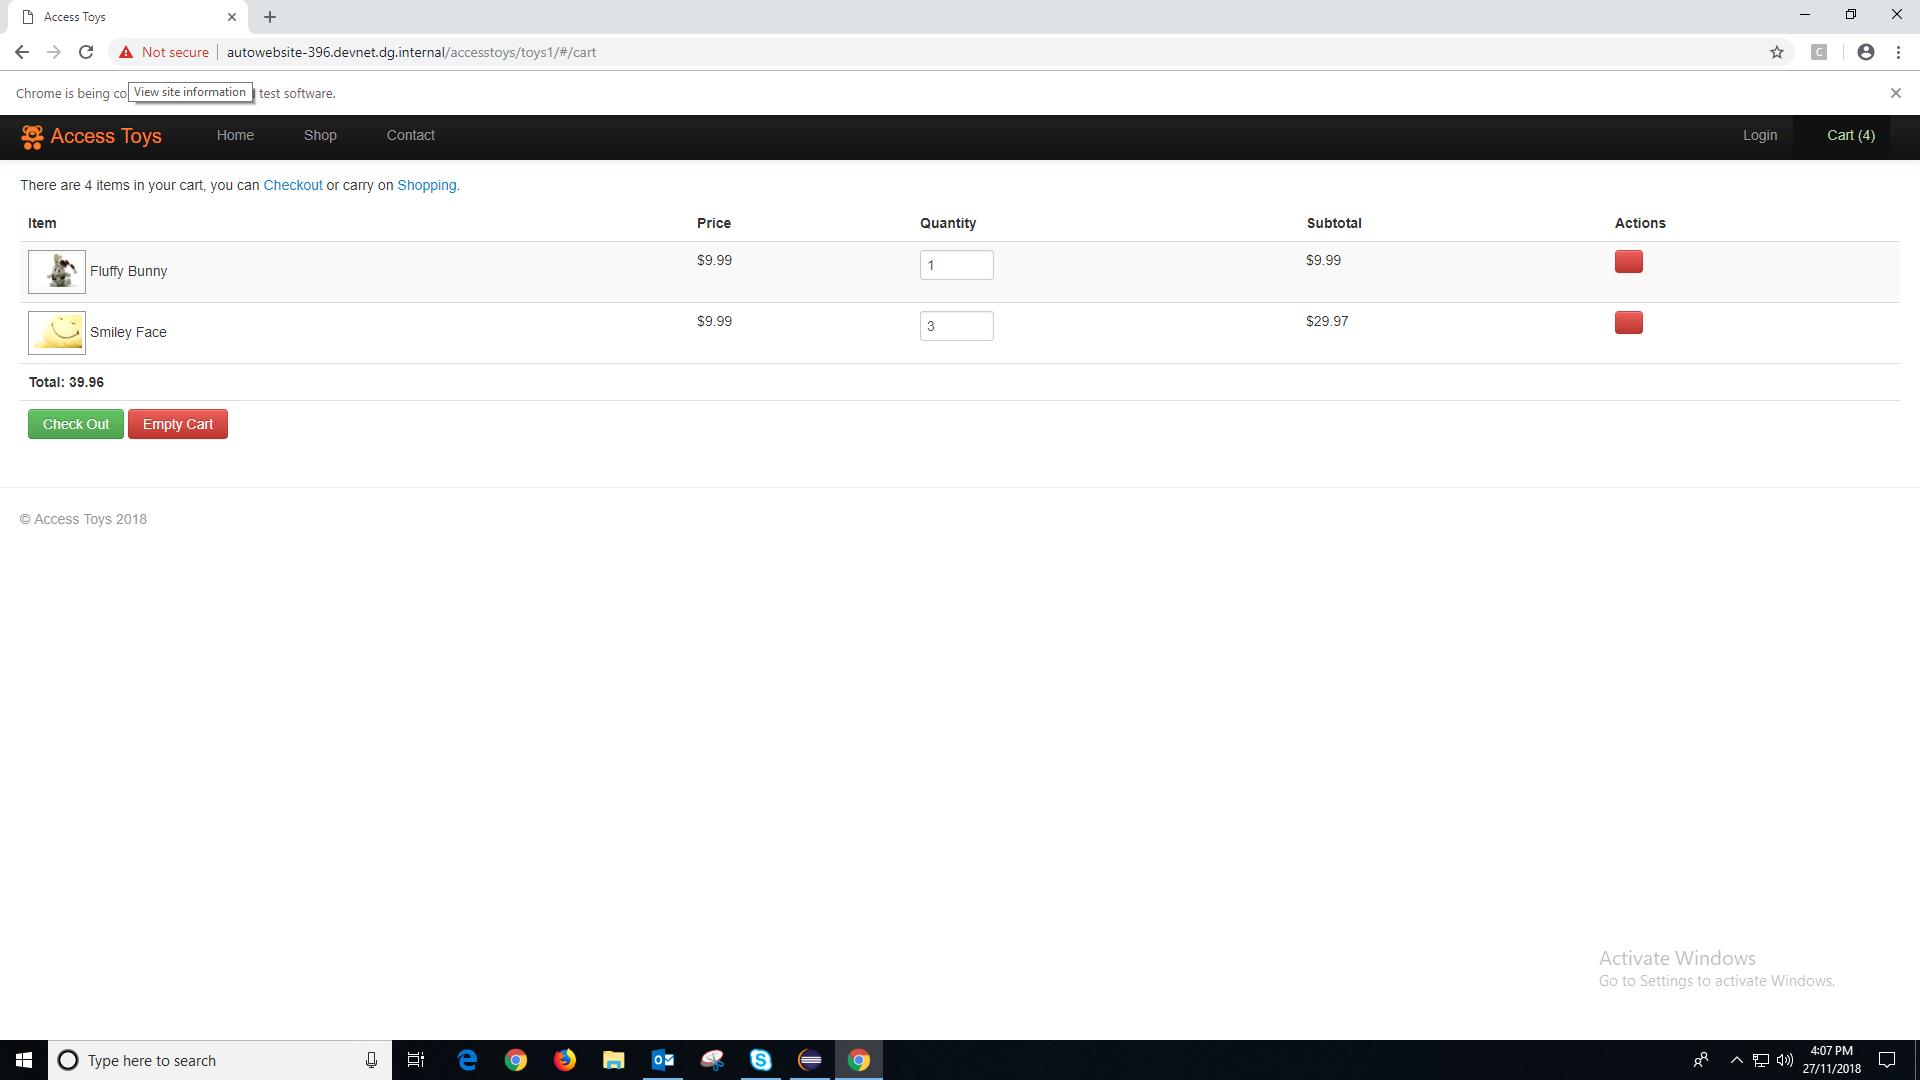 Access Toys
Not secure
autowebsite-396.devnet.dg.internal/accesstoys/toys1/#/cart
C
Chrome is being co
View site information
test software.
Access Toys Home Shop Contact Login Cart (4)
There are 4 items in your cart, you can Checkout or carry on Shopping.
Item Price Quantity Subtotal Actions
Fluffy Bunny $9.99 1 $9.99
Smiley Face $9.99 3 $29.97
Total: 39.96
Check Out Empty Cart
© Access Toys 2018
Activate Windows
Go to Settings to activate Windows.
Type here to search
4:07 PM
27/11/2018